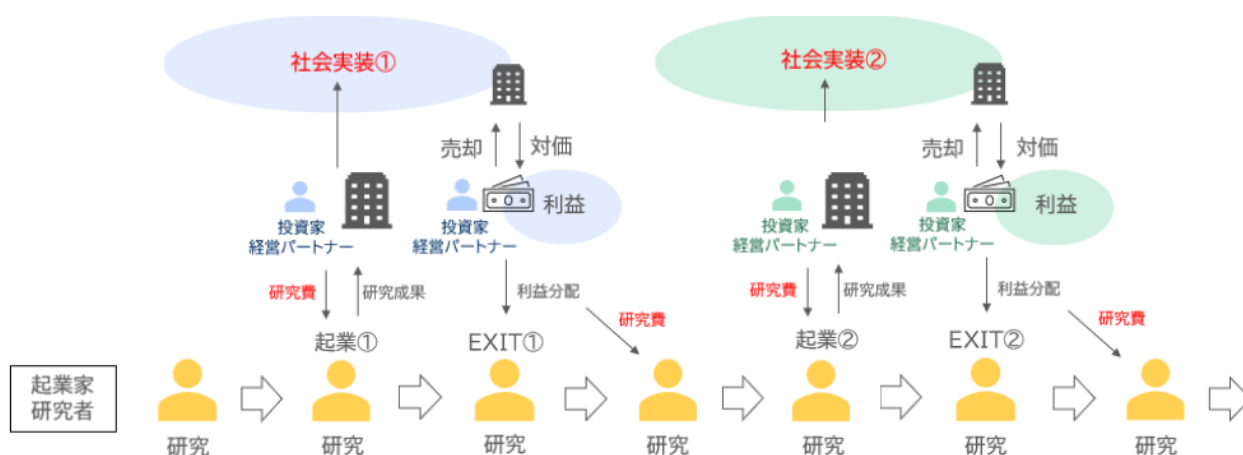 社会実装①
売却
対価
投資家
経営パートナー
投資家
経営パートナー
利益
研究費
研究成果
利益分配
研究費
起業①
EXIT①
社会実装②
売却
対価
投資家
経営パートナー
投資家
経営パートナー
利益
研究費
研究成果
利益分配
研究費
起業②
EXIT②
起業家
研究者
研究
研究
研究
研究
研究
研究
研究